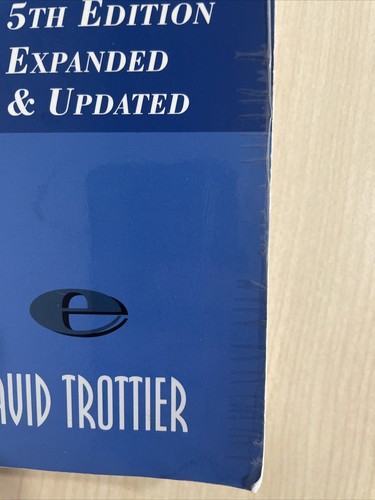 5TH EDITION
EXPANDED
& UPDATED
e
AVID TROTTIER